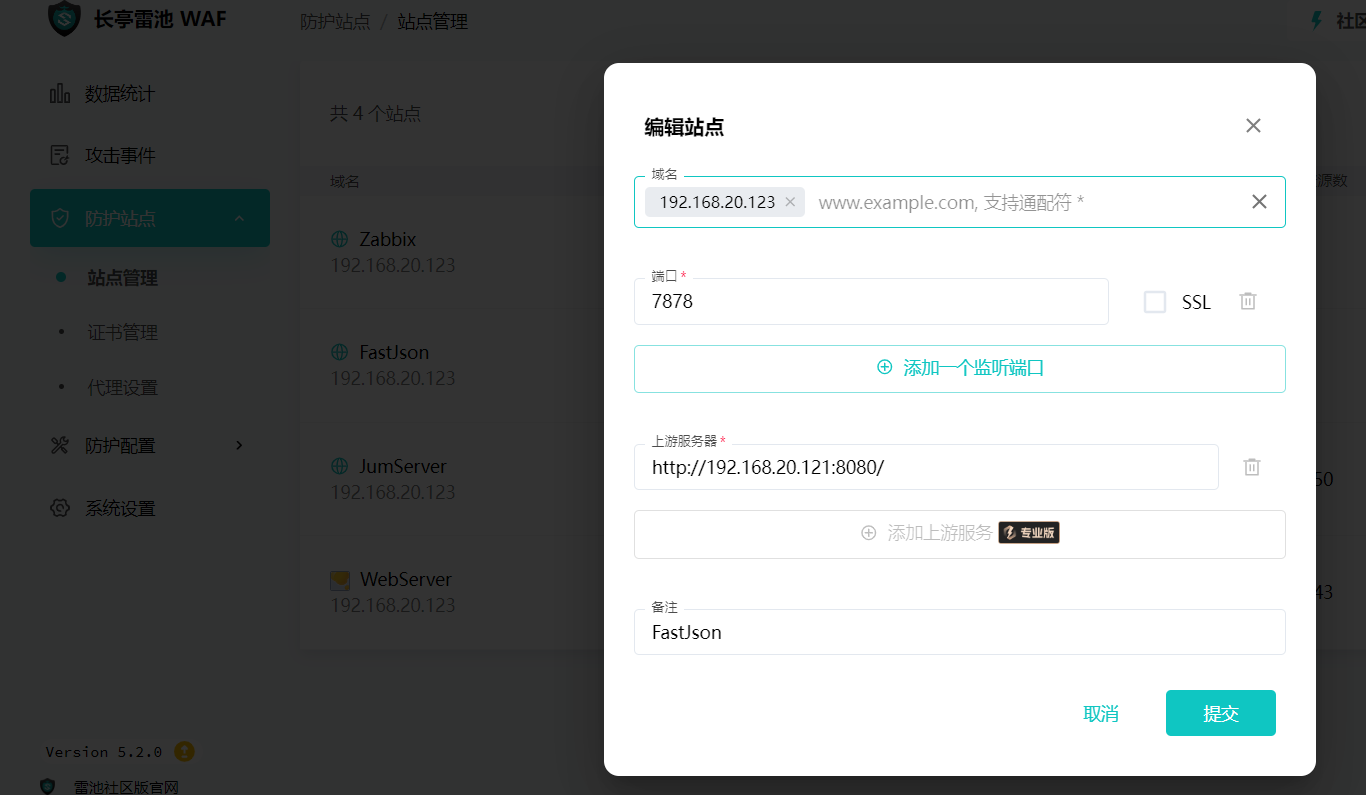 长亭雷池 WAF
防护站点 / 站点管理
社区
数据统计
攻击事件
防护站点
站点管理
证书管理
代理设置
防护配置
系统设置
Version 5.2.0
雷池社区版官网
共 4 个站点
域名
源数
Zabbix
192.168.20.123
FastJson
192.168.20.123
JumServer
192.168.20.123
50
WebServer
192.168.20.123
43
编辑站点
域名
192.168.20.123 www.example.com, 支持通配符 *
端口 *
7878
SSL
添加一个监听端口
上游服务器 *
http://192.168.20.121:8080/
添加上游服务 专业版
备注
FastJson
取消
提交